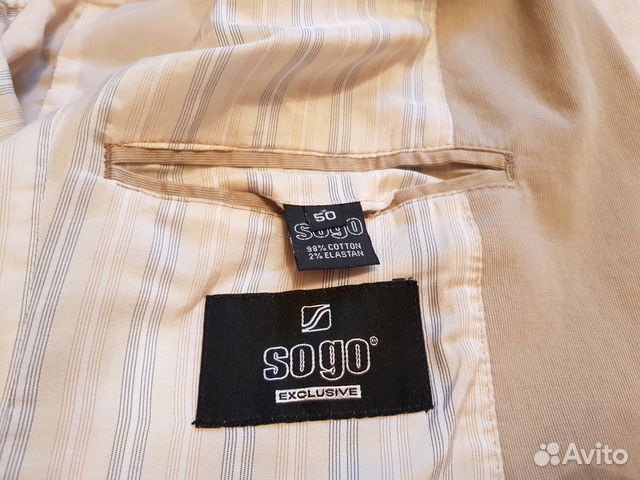 50
sogo
98% COTTON
2% ELASTAN
sogo®
EXCLUSIVE
Avito